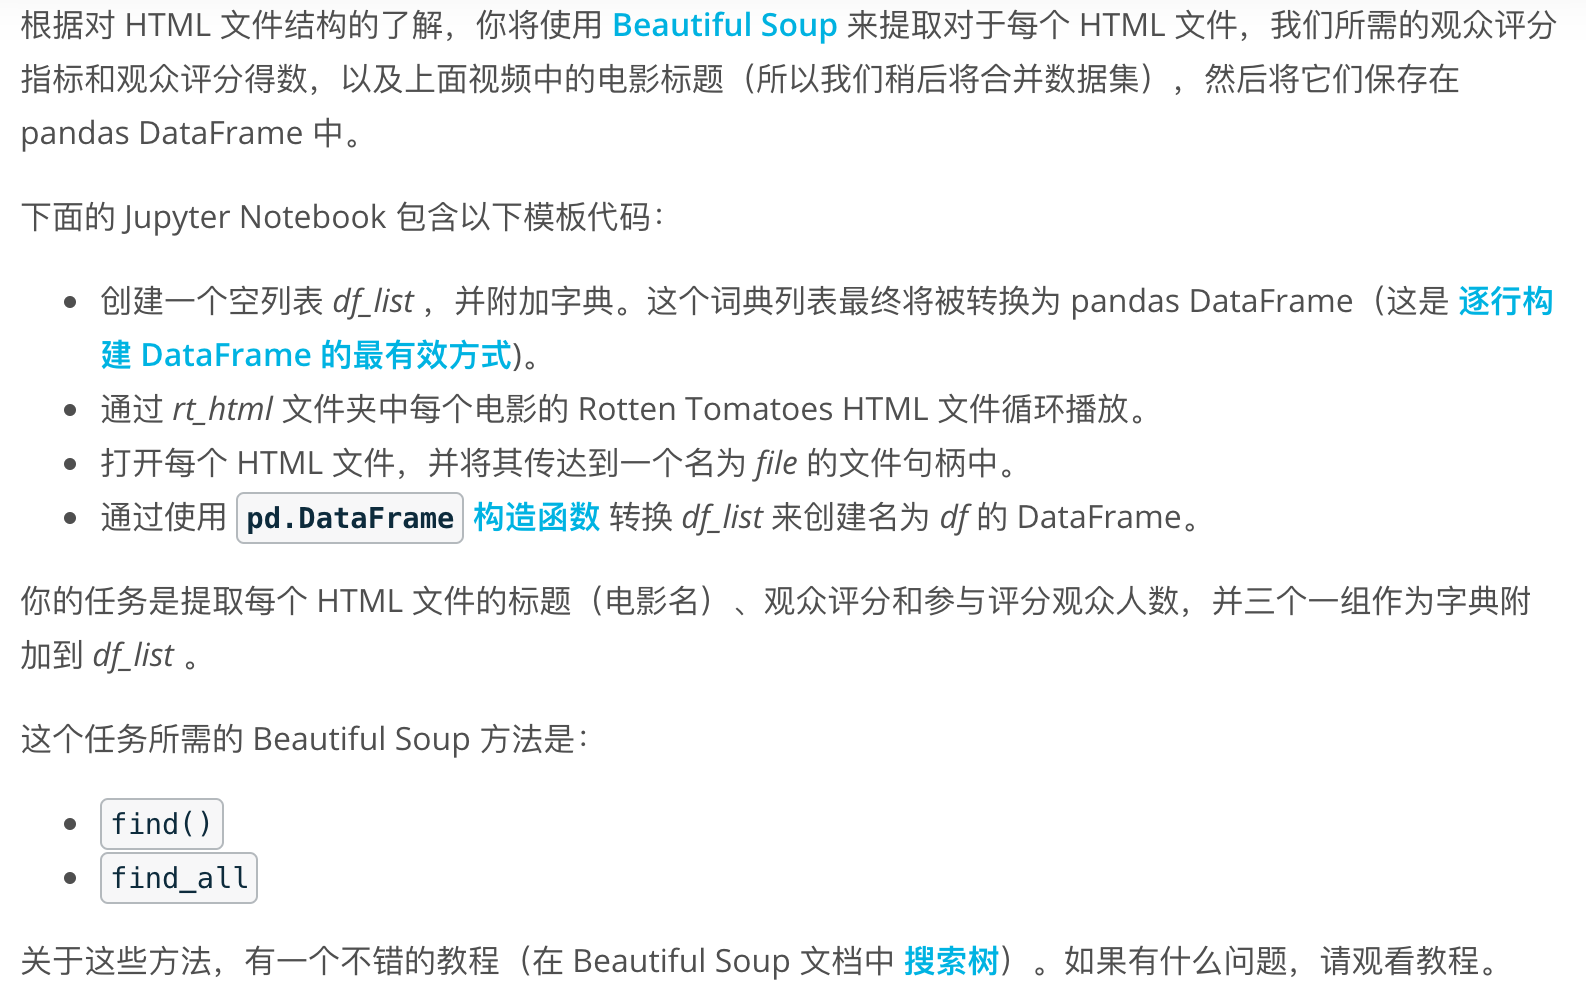 根据对 HTML 文件结构的了解，你将使用 Beautiful Soup 来提取对于每个 HTML 文件，我们所需的观众评分
指标和观众评分得数，以及上面视频中的电影标题（所以我们稍后将合并数据集），然后将它们保存在
pandas DataFrame 中。
下面的 Jupyter Notebook 包含以下模板代码：
• 创建一个空列表 df_list ，并附加字典。这个词典列表最终将被转换为 pandas DataFrame（这是 逐行构
建 DataFrame 的最有效方式)。
• 通过 rt_html 文件夹中每个电影的 Rotten Tomatoes HTML 文件循环播放。
• 打开每个 HTML 文件，并将其传达到一个名为 file 的文件句柄中。
• 通过使用 pd.DataFrame 构造函数 转换 df_list 来创建名为 df 的 DataFrame。
你的任务是提取每个 HTML 文件的标题（电影名）、观众评分和参与评分观众人数，并三个一组作为字典附
加到 df_list 。
这个任务所需的 Beautiful Soup 方法是：
• find()
• find_all
关于这些方法，有一个不错的教程（在 Beautiful Soup 文档中 搜索树）。如果有什么问题，请观看教程。